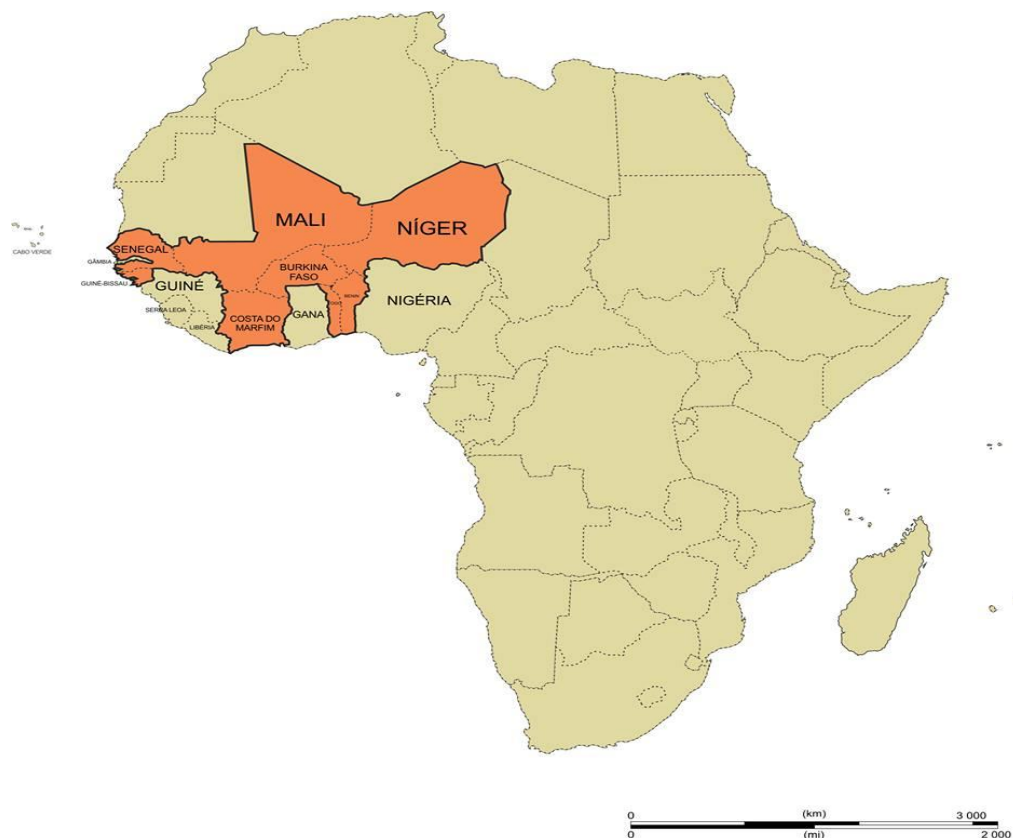 MALI
NÍGER
CABO VERDE
SENEGAL
GÂMBIA
GUINÉ-BISSAU
GUINÉ
BURKINA
FASO
BENIN
NIGÉRIA
SERRA LEOA
LIBÉRIA
COSTA DO
MARFIM
GANA
0 (km) 3 000
0 (mi) 2 000